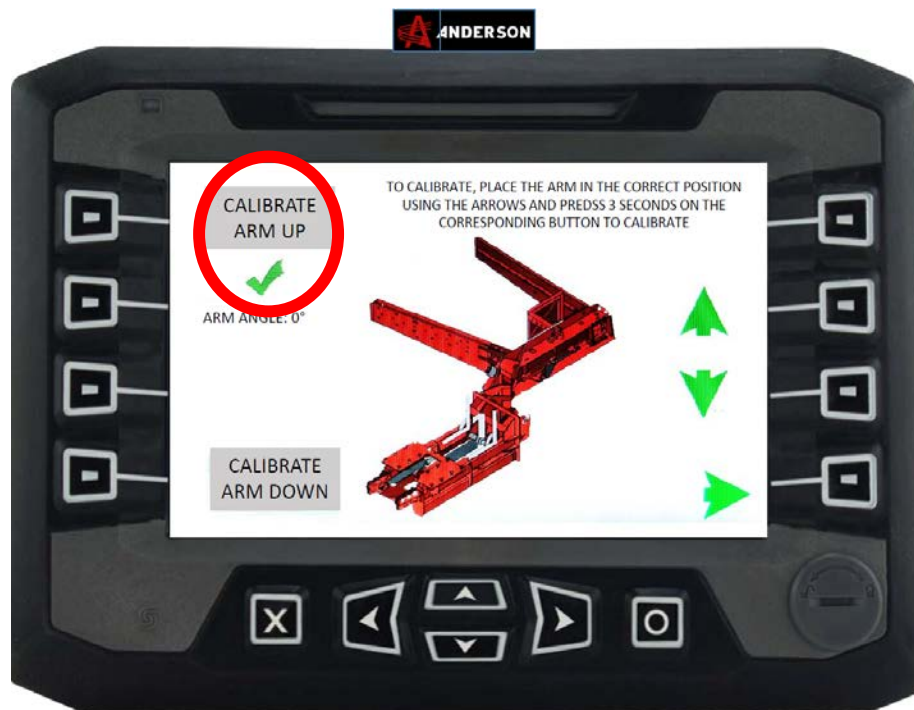 ANDERSON
CALIBRATE
ARM UP
TO CALIBRATE, PLACE THE ARM IN THE CORRECT POSITION
USING THE ARROWS AND PREDSS 3 SECONDS ON THE
CORRESPONDING BUTTON TO CALIBRATE
ARM ANGLE: 0°
CALIBRATE
ARM DOWN
X
O